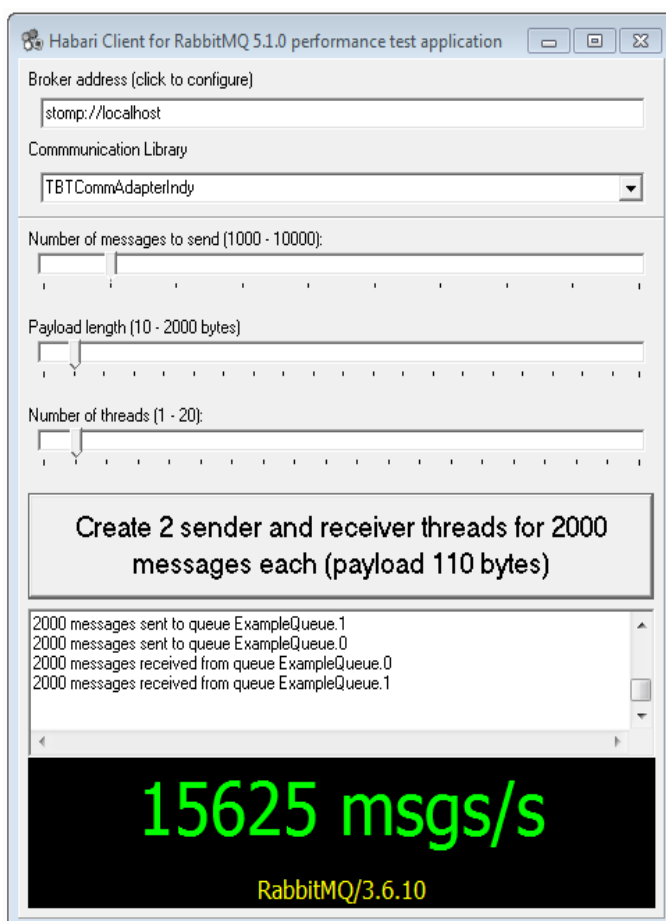 Habari Client for RabbitMQ 5.1.0 performance test application
Broker address (click to configure)
stomp://localhost
Commmunication Library
TBTCommAdapterIndy
Number of messages to send (1000 - 10000):
Payload length (10 - 2000 bytes)
Number of threads (1 - 20):
Create 2 sender and receiver threads for 2000
messages each (payload 110 bytes)
2000 messages sent to queue ExampleQueue.1
2000 messages sent to queue ExampleQueue.0
2000 messages received from queue ExampleQueue.0
2000 messages received from queue ExampleQueue.1
15625 msgs/s
RabbitMQ/3.6.10